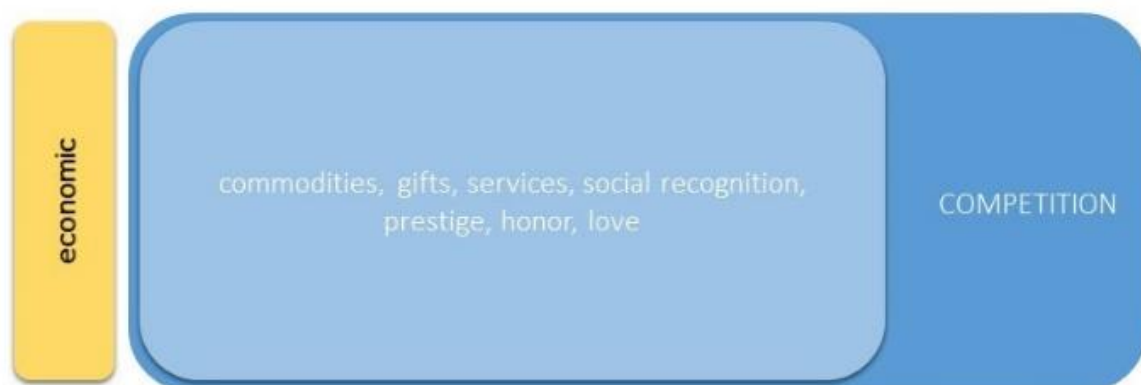 economic
commodities, gifts, services, social recognition,
prestige, honor, love
COMPETITION